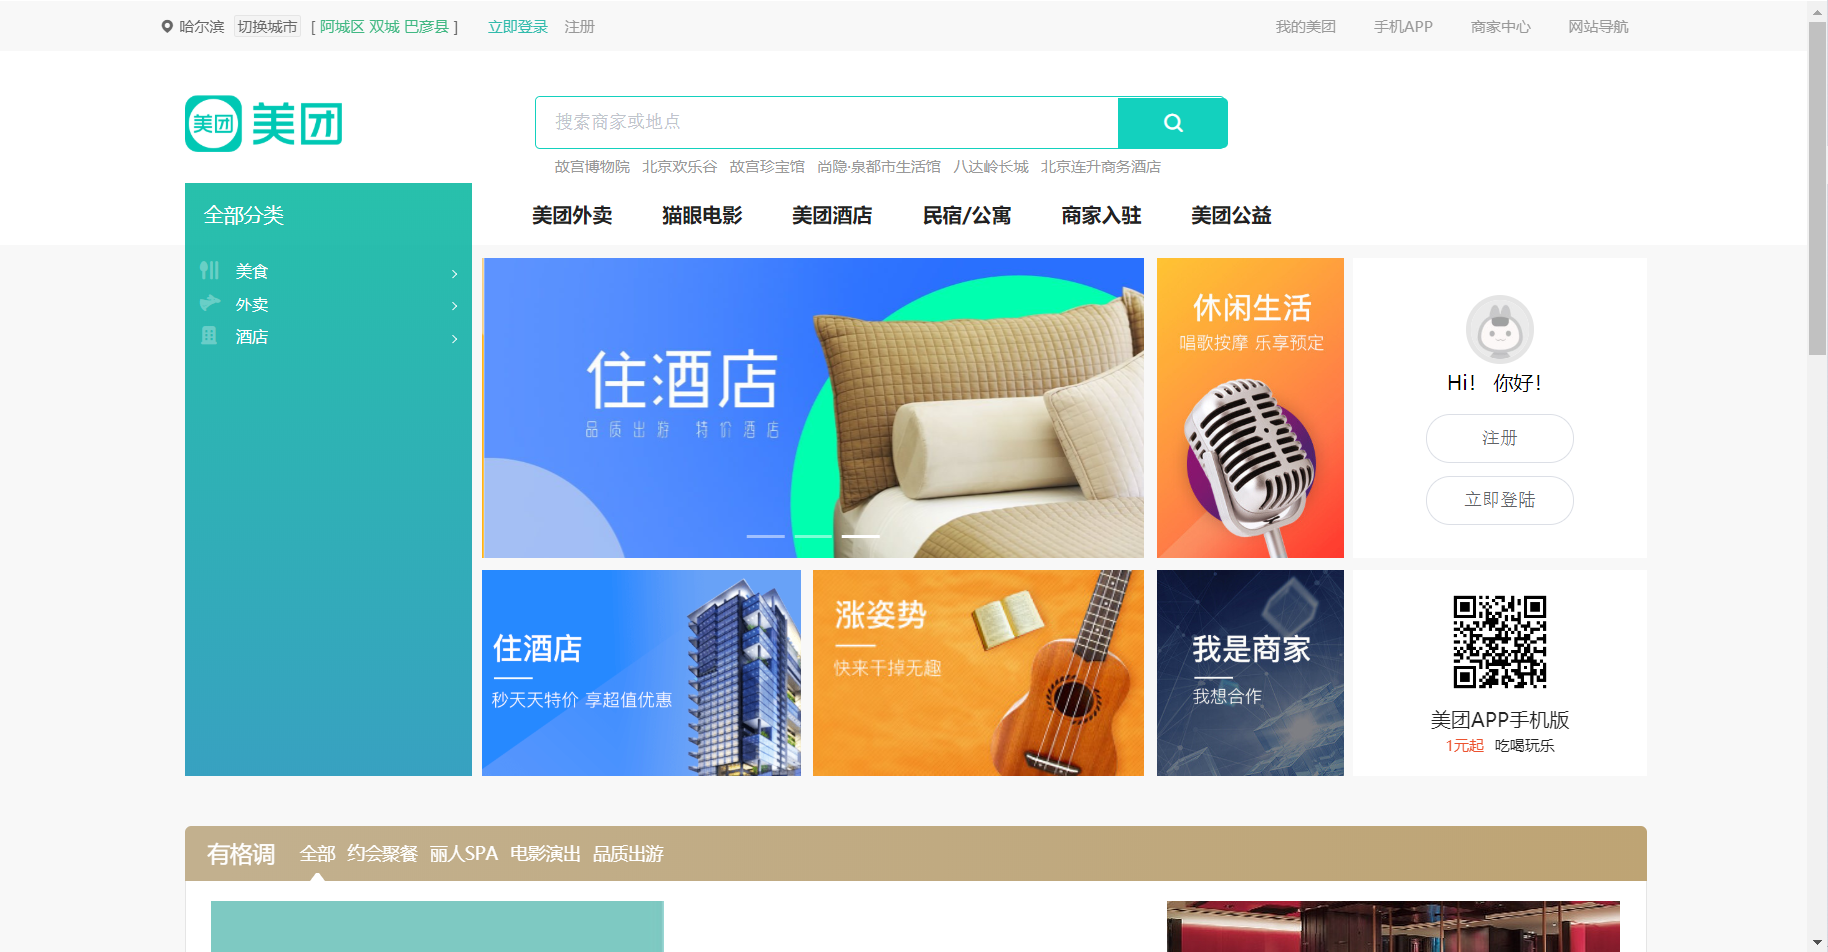 哈尔滨 切换城市 [ 阿城区 双城 巴彦县 ] 立即登录 注册 我的美团 手机APP 商家中心 网站导航
美团 美团
搜索商家或地点
故宫博物院 北京欢乐谷 故宫珍宝馆 尚隐·泉都市生活馆 八达岭长城 北京连升商务酒店
全部分类 美团外卖 猫眼电影 美团酒店 民宿/公寓 商家入驻 美团公益
美食
外卖
酒店
住酒店
品质出游 特价酒店
休闲生活
唱歌按摩 乐享预定
Hi！ 你好！
注册
立即登陆
住酒店
秒天天特价 享超值优惠
涨姿势
快来干掉无趣
我是商家
我想合作
美团APP手机版
1元起 吃喝玩乐
有格调 全部 约会聚餐 丽人SPA 电影演出 品质出游